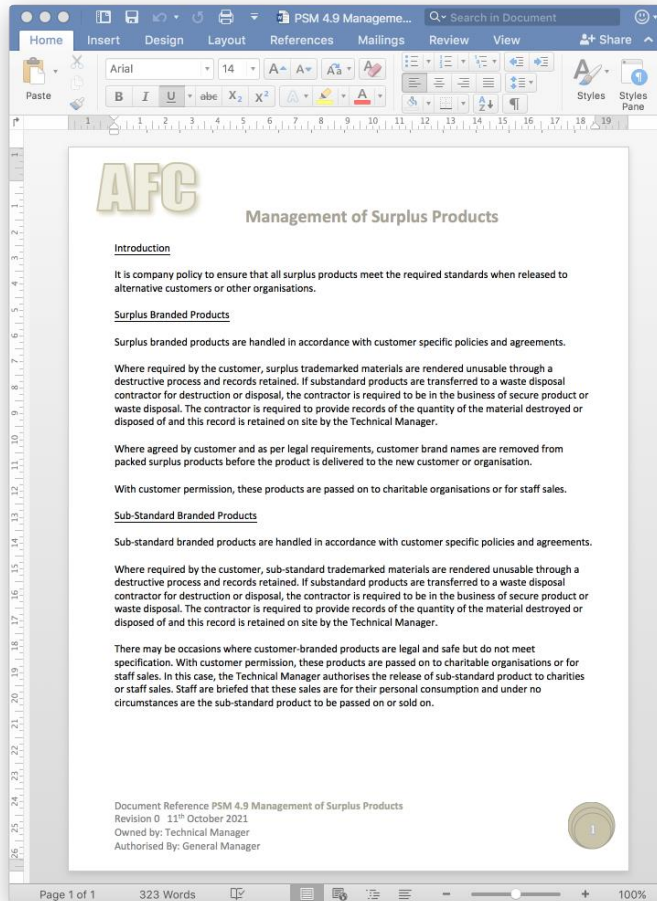 PSM 4.9 Manageme...
Search in Document
Home Insert Design Layout References Mailings Review View Share
Paste
Arial 14
Styles Styles Pane
AFC
Management of Surplus Products
Introduction
It is company policy to ensure that all surplus products meet the required standards when released to
alternative customers or other organisations.
Surplus Branded Products
Surplus branded products are handled in accordance with customer specific policies and agreements.
Where required by the customer, surplus trademarked materials are rendered unusable through a
destructive process and records retained. If substandard products are transferred to a waste disposal
contractor for destruction or disposal, the contractor is required to be in the business of secure product or
waste disposal. The contractor is required to provide records of the quantity of the material destroyed or
disposed of and this record is retained on site by the Technical Manager.
Where agreed by customer and as per legal requirements, customer brand names are removed from
packed surplus products before the product is delivered to the new customer or organisation.
With customer permission, these products are passed on to charitable organisations or for staff sales.
Sub-Standard Branded Products
Sub-standard branded products are handled in accordance with customer specific policies and agreements.
Where required by the customer, sub-standard trademarked materials are rendered unusable through a
destructive process and records retained. If substandard products are transferred to a waste disposal
contractor for destruction or disposal, the contractor is required to be in the business of secure product or
waste disposal. The contractor is required to provide records of the quantity of the material destroyed or
disposed of and this record is retained on site by the Technical Manager.
There may be occasions where customer-branded products are legal and safe but do not meet
specification. With customer permission, these products are passed on to charitable organisations or for
staff sales. In this case, the Technical Manager authorises the release of sub-standard product to charities
or staff sales. Staff are briefed that these sales are for their personal consumption and under no
circumstances are the sub-standard product to be passed on or sold on.
Document Reference PSM 4.9 Management of Surplus Products
Revision 0 11th October 2021
Owned by: Technical Manager
Authorised By: General Manager
1
Page 1 of 1 323 Words 100%